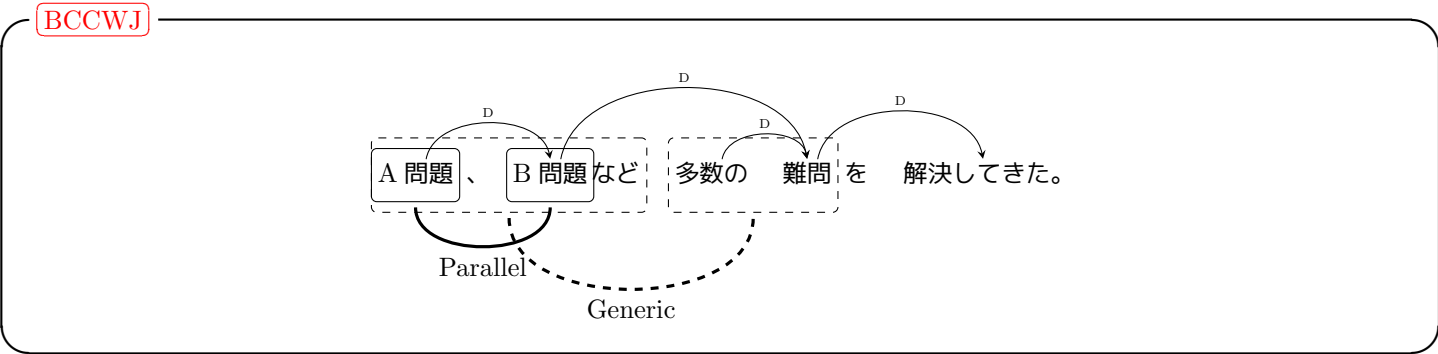 BCCWJ
D D D D
A 問題 、 B 問題など 多数の 難問 を 解決してきた。
Parallel
Generic